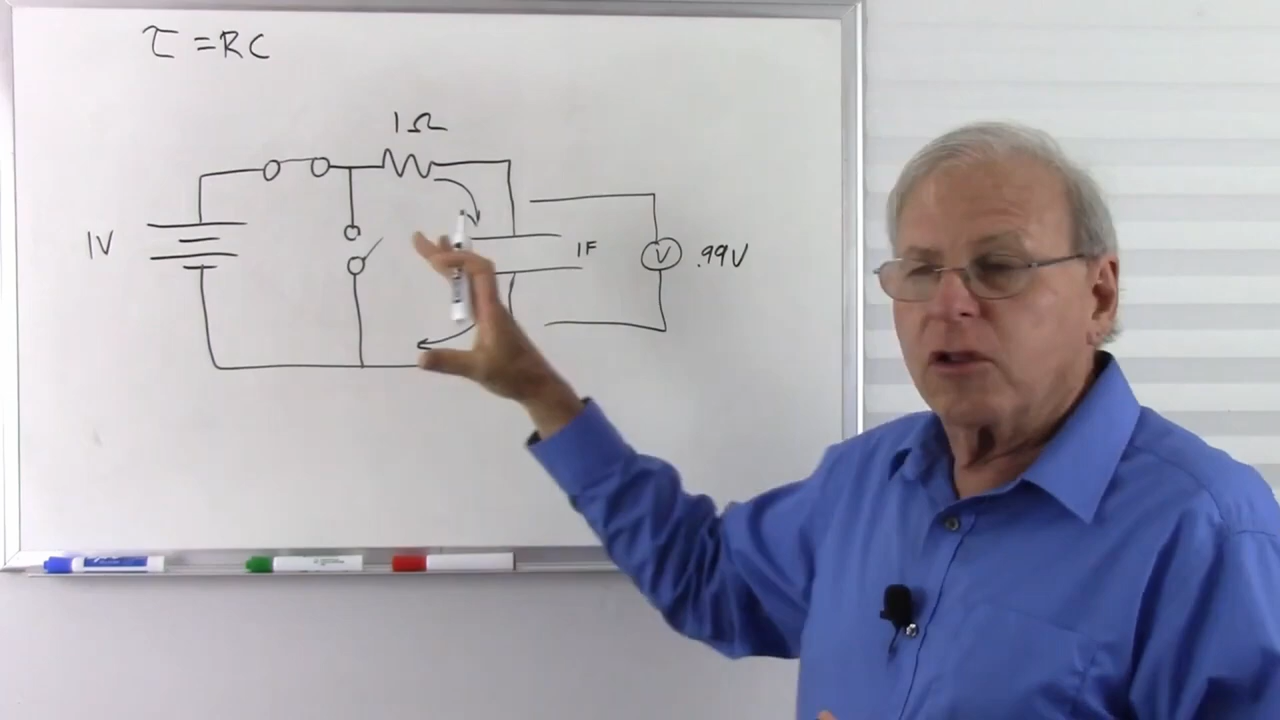 τ = RC
1Ω
1V
1F
V
.99V